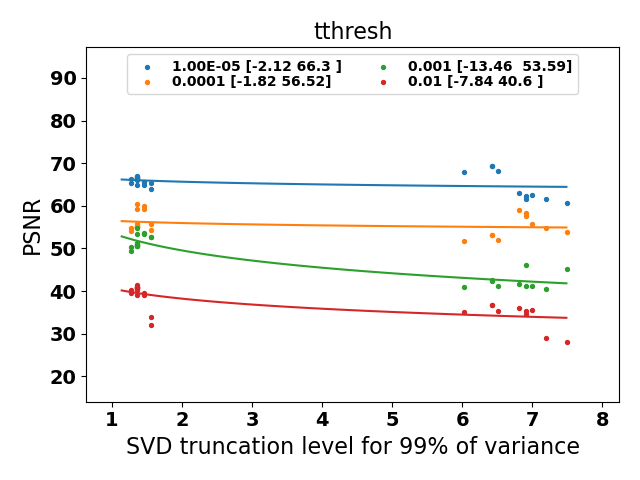 tthresh
1.00E-05 [-2.12 66.3 ]
0.0001 [-1.82 56.52]
0.001 [-13.46  53.59]
0.01 [-7.84 40.6 ]
PSNR
90
80
70
60
50
40
30
20
1 2 3 4 5 6 7 8
SVD truncation level for 99% of variance